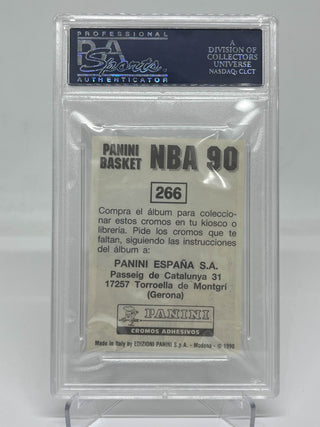 PROFESSIONAL
PSA
Sports
AUTHENTICATOR
A
DIVISION OF
COLLECTORS
UNIVERSE
NASDAQ: CLCT
PANINI
BASKET
NBA 90
266
Compra el álbum para coleccio-
nar estos cromos en tu kiosco o
librería. Pide los cromos que te
faltan, siguiendo las instrucciones
del álbum a:
PANINI ESPAÑA S.A.
Passeig de Catalunya 31
17257 Torroella de Montgri
(Gerona)
PANINI
CROMOS ADHESIVOS
Made in Italy by EDIZIONI PANINI S.p.A. - Modena - © 1990